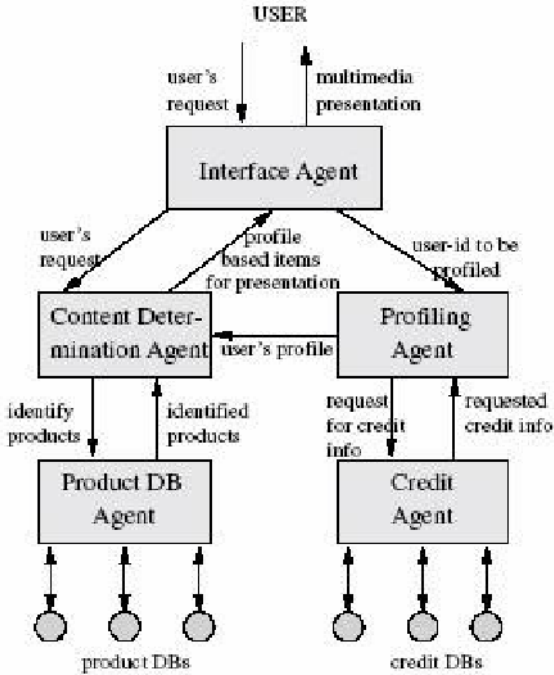 USER
user's
request
multimedia
presentation
Interface Agent
user's
request
profile
based items
for presentation
user-id to be
profiled
Content Deter-
mination Agent
user's profile
Profiling
Agent
identify
products
identified
products
request
for credit
info
requested
credit info
Product DB
Agent
Credit
Agent
product DBs
credit DBs